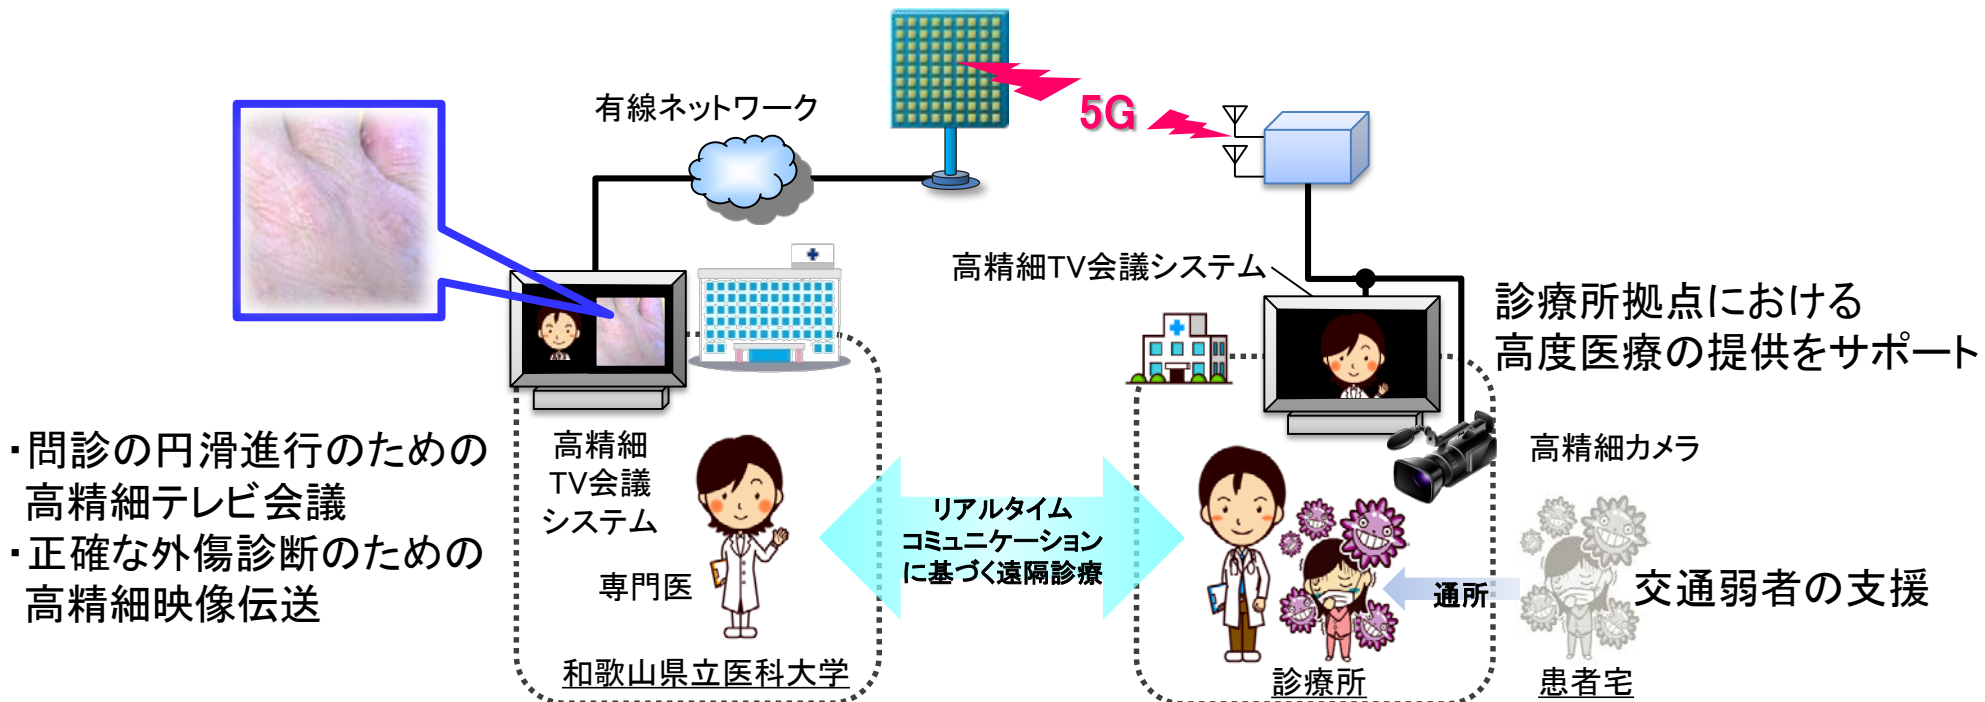 有線ネットワーク
5G
高精細TV会議システム
診療所拠点における
高度医療の提供をサポート
・問診の円滑進行のための
高精細テレビ会議
・正確な外傷診断のための
高精細映像伝送
高精細
TV会議
システム
専門医
和歌山県立医科大学
リアルタイム
コミュニケーション
に基づく遠隔診療
高精細カメラ
診療所
通所
交通弱者の支援
患者宅